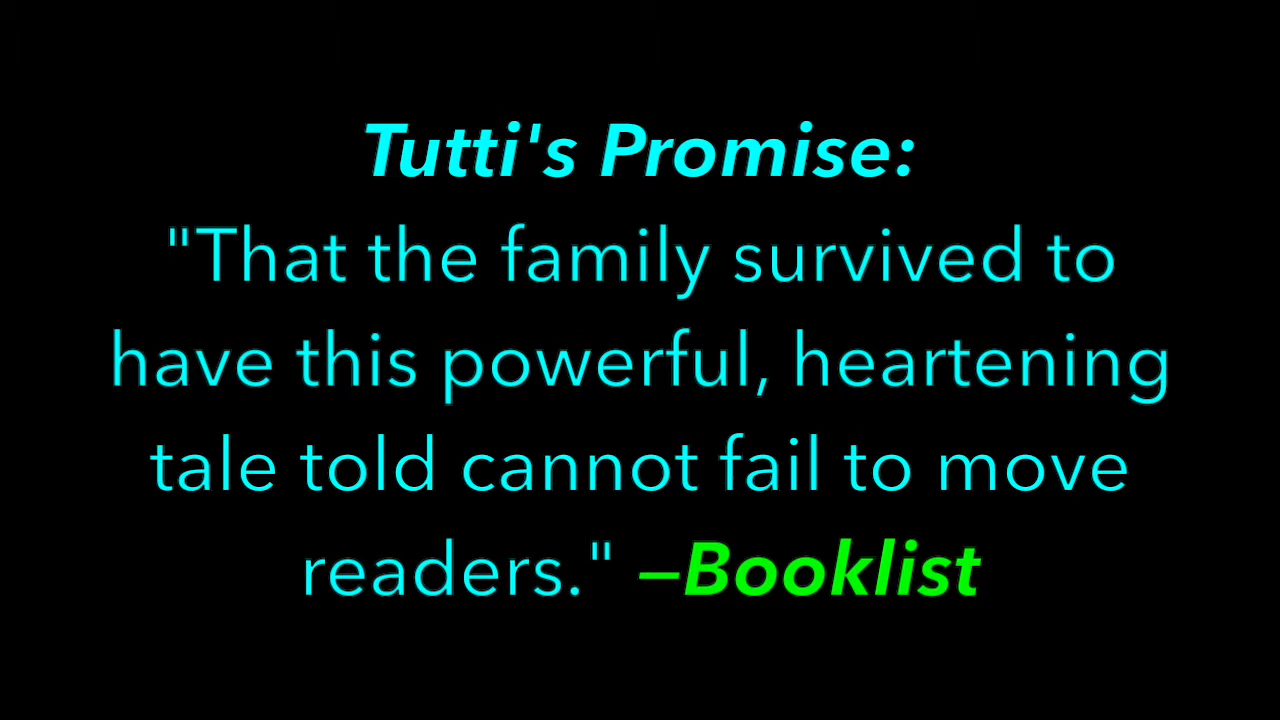 Tutti's Promise:
"That the family survived to
have this powerful, heartening
tale told cannot fail to move
readers." –Booklist